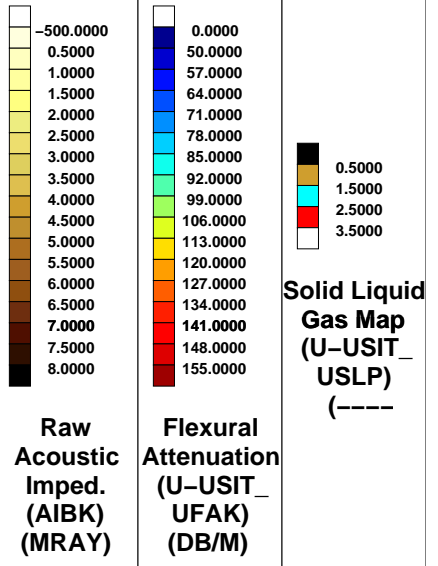 -500.0000
0.5000
1.0000
1.5000
2.0000
2.5000
3.0000
3.5000
4.0000
4.5000
5.0000
5.5000
6.0000
6.5000
7.0000
7.5000
8.0000
Raw
Acoustic
Imped.
(AIBK)
(MRAY)
0.0000
50.0000
57.0000
64.0000
71.0000
78.0000
85.0000
92.0000
99.0000
106.0000
113.0000
120.0000
127.0000
134.0000
141.0000
148.0000
155.0000
Flexural
Attenuation
(U−USIT_
UFAK)
(DB/M)
0.5000
1.5000
2.5000
3.5000
Solid Liquid
Gas Map
(U−USIT_
USLP)
(−−−−